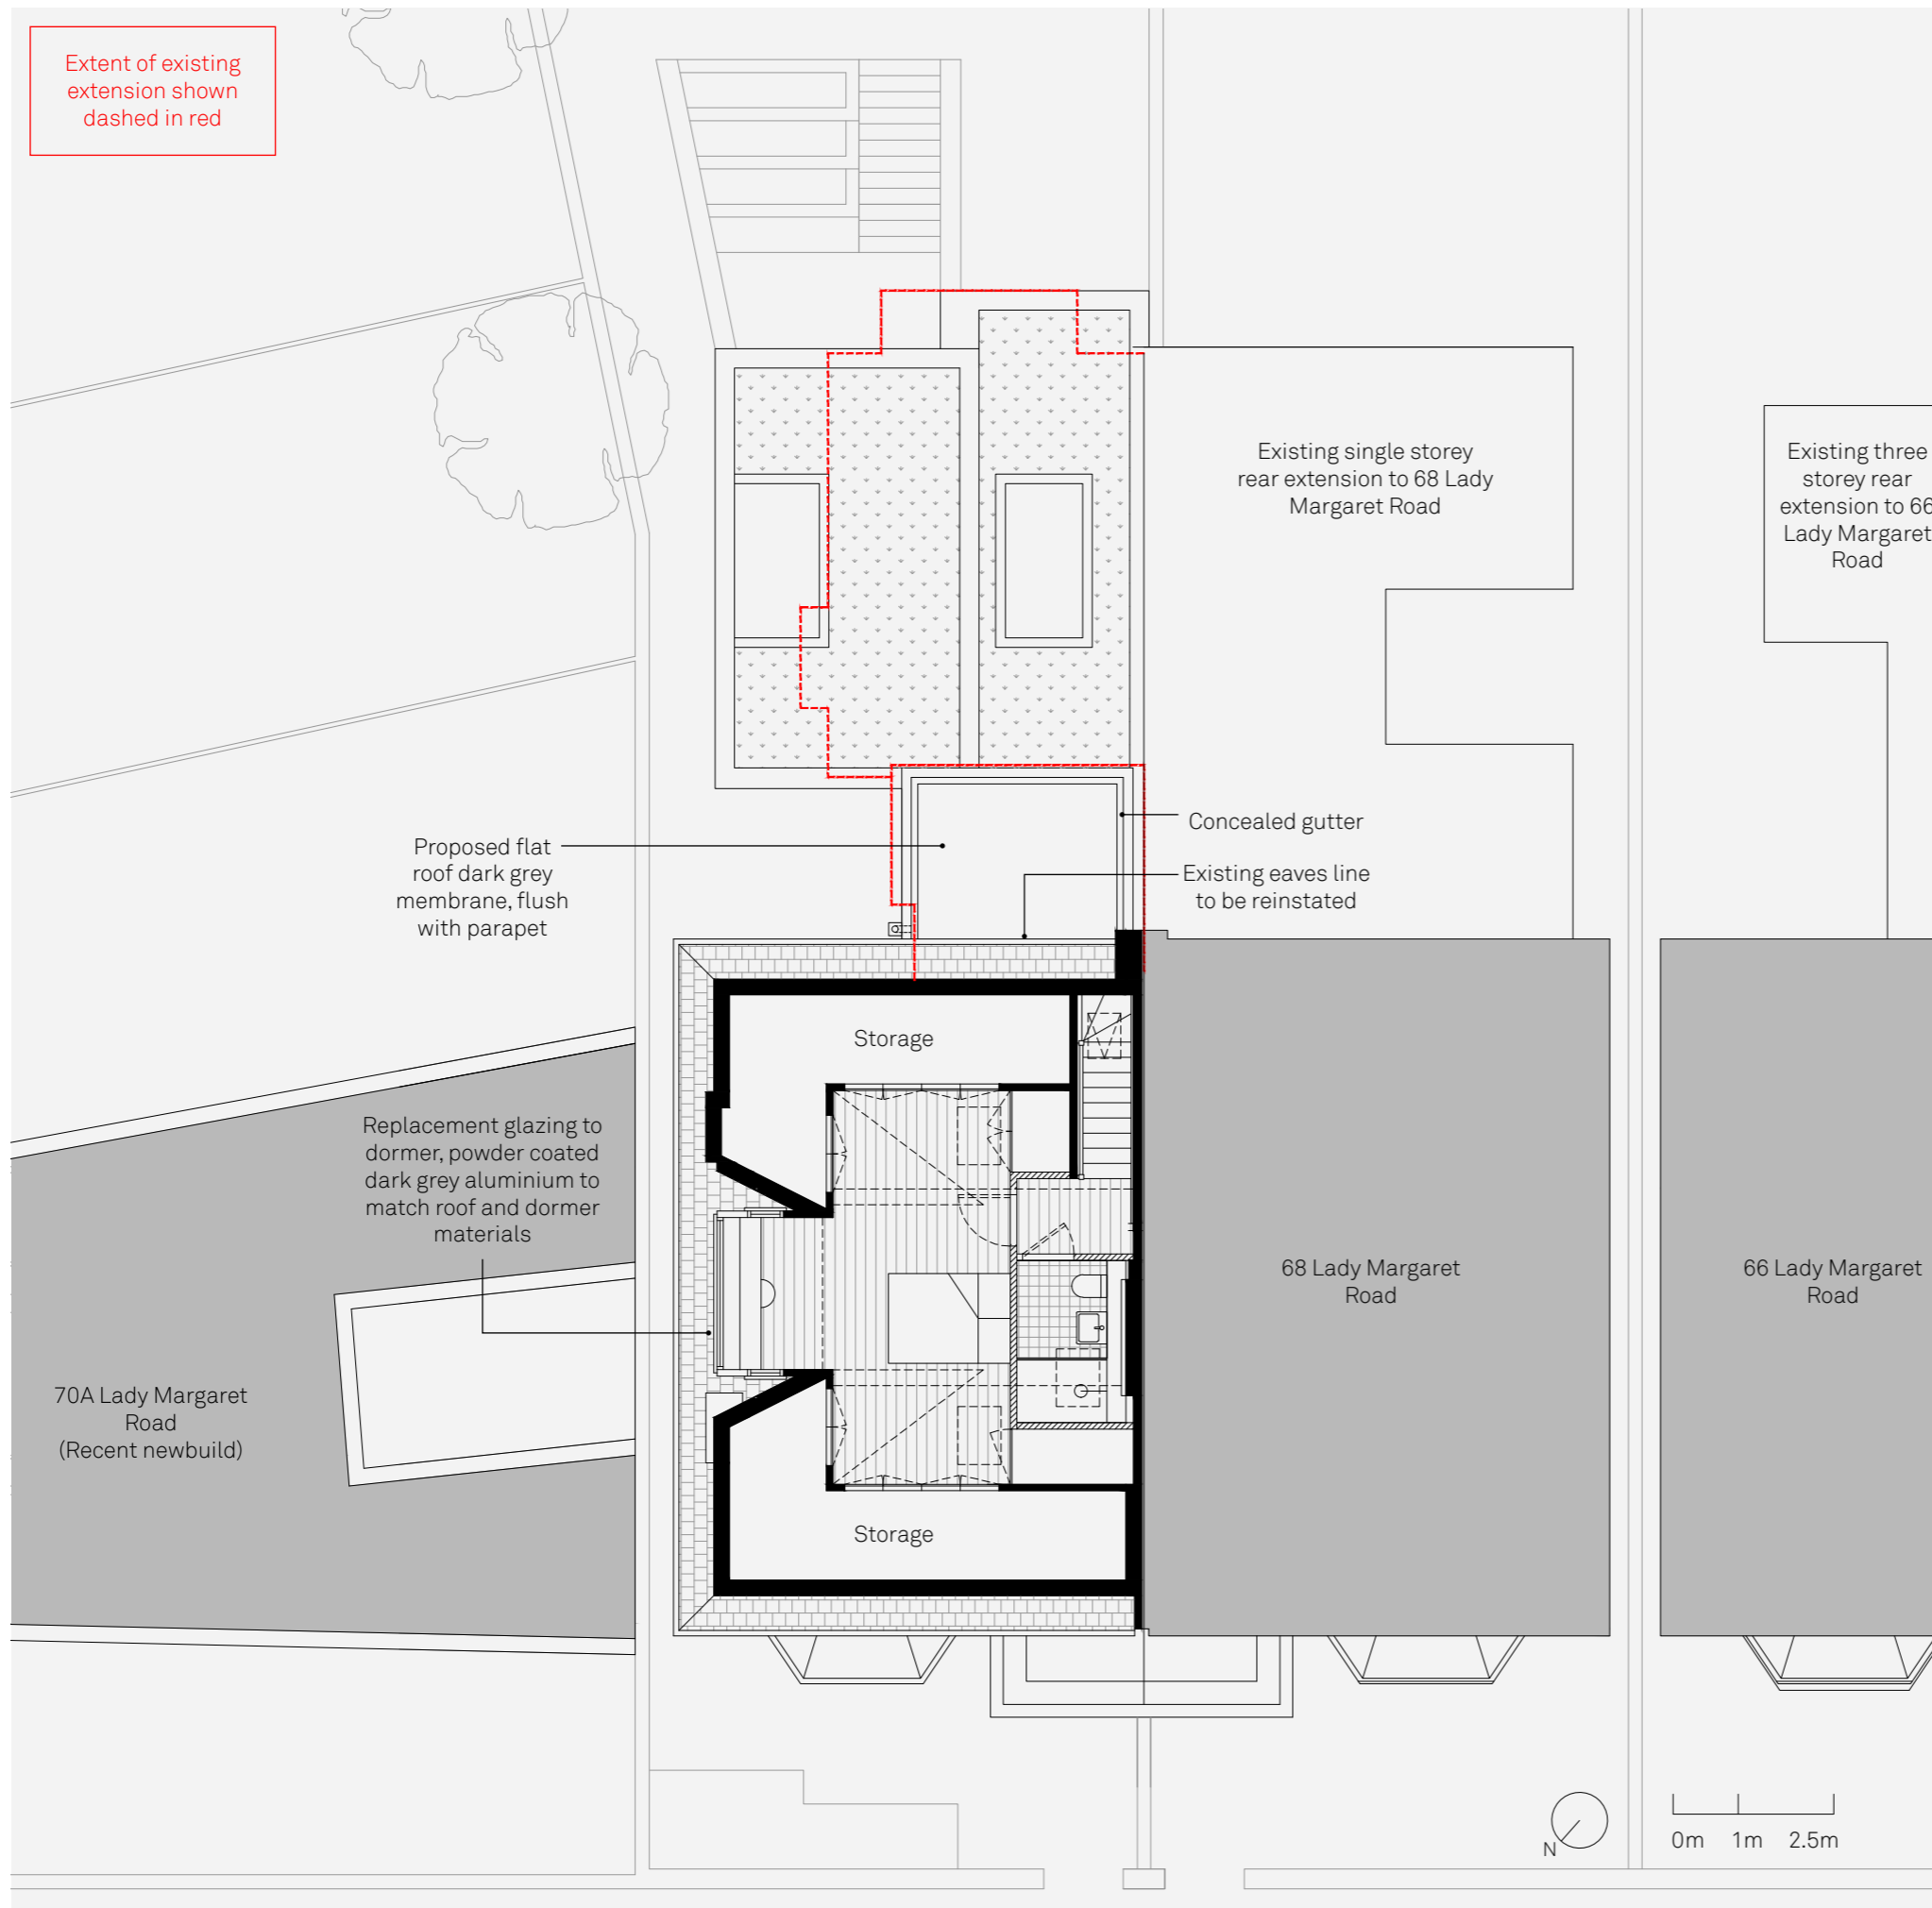 Extent of existing
extension shown
dashed in red
Existing single storey
rear extension to 68 Lady
Margaret Road
Existing three
storey rear
extension to 66
Lady Margaret
Road
Concealed gutter
Proposed flat
roof dark grey
membrane, flush
with parapet
Existing eaves line
to be reinstated
Storage
Replacement glazing to
dormer, powder coated
dark grey aluminium to
match roof and dormer
materials
68 Lady Margaret
Road
66 Lady Margaret
Road
70A Lady Margaret
Road
(Recent newbuild)
Storage
N
0m 1m 2.5m